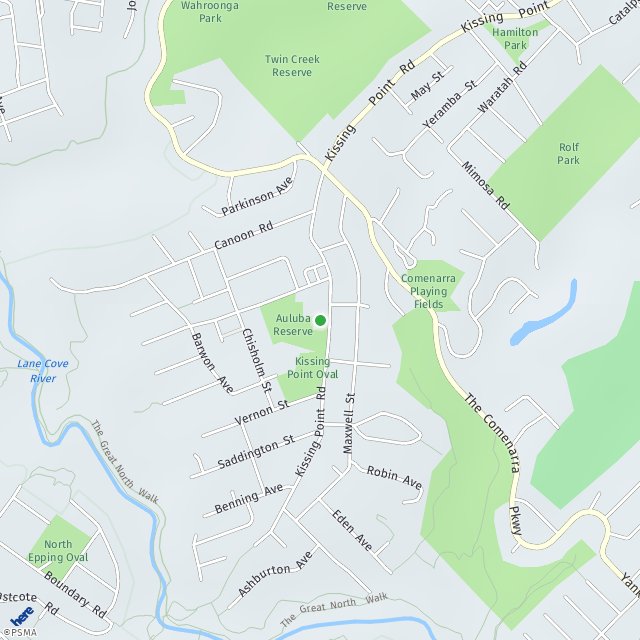 Wahroonga
Park
Reserve
Kissing Point
Twin Creek
Reserve
Hamilton
Park
Kissing Point Rd
May St
Yeramba St
Waratah Rd
Rolf
Park
Mimosa Rd
Parkinson Ave
Canoon Rd
Comenarra
Playing
Fields
Auluba
Reserve
Kissing
Point Oval
Barwon Ave
Chisholm St
Lane Cove
River
Vernon St
Saddington St
Kissing Point Rd
Maxwell St
The Comenarra
Pkwy
The Great North Walk
Robin Ave
Benning Ave
Eden Ave
North
Epping Oval
Boundary Rd
Ashburton Ave
The Great North Walk
Rd
here
©PSMA